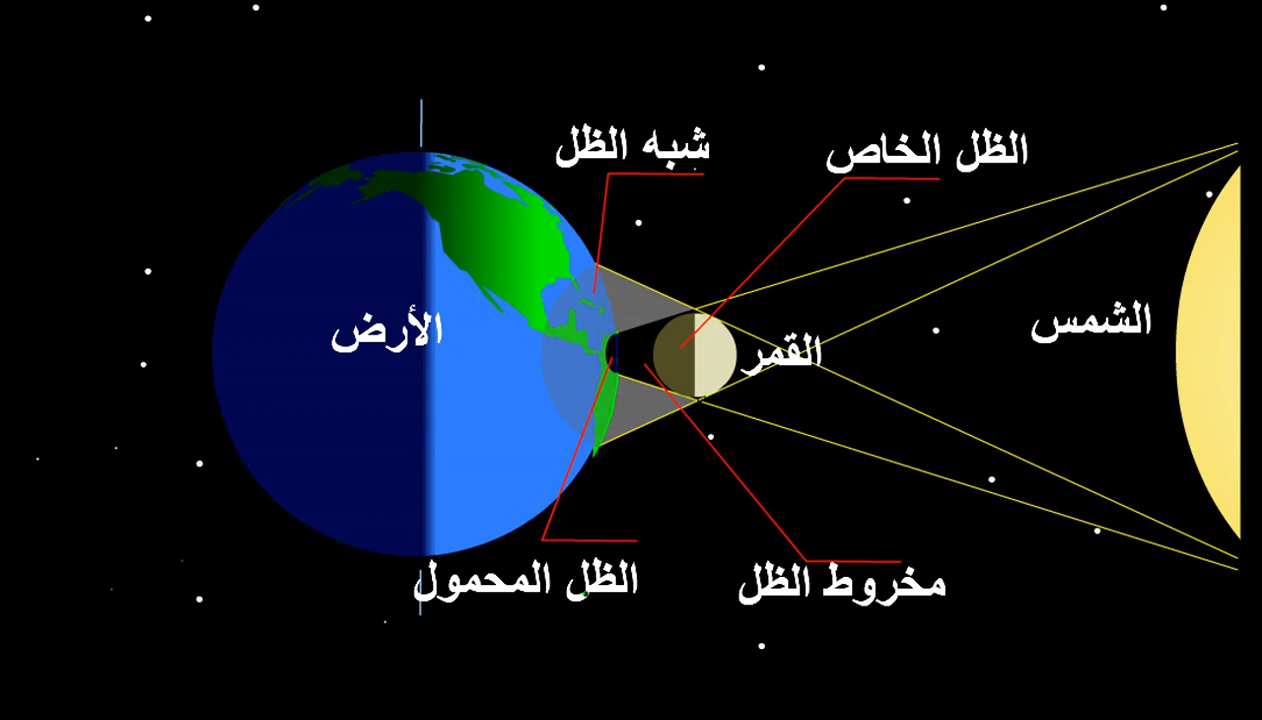 الظل الخاص
شبه الظل
الشمس
القمر
الأرض
مخروط الظل
الظل المحمول